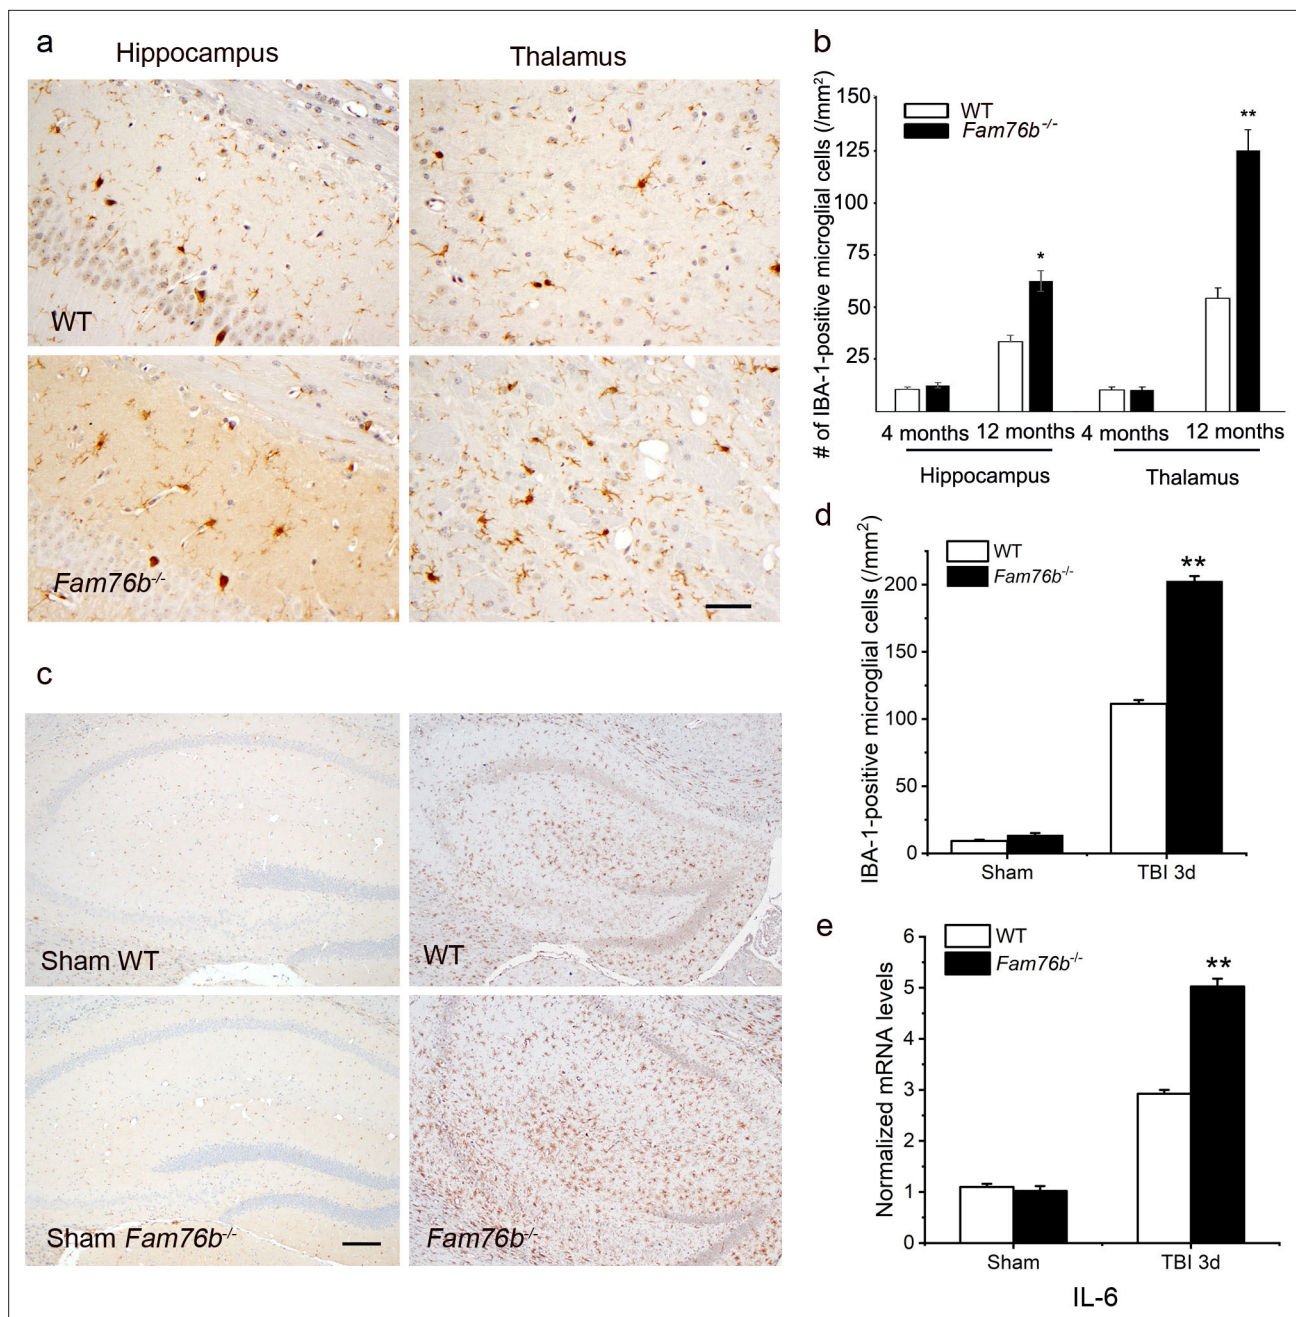 a
Hippocampus
Thalamus
WT
Fam76b-/-
b
# of IBA-1-positive microglial cells (/mm²)
150
125
100
75
50
25
WT
Fam76b-/-
*
**
4 months
12 months
4 months
12 months
Hippocampus
Thalamus
c
Sham WT
WT
Sham Fam76b-/-
Fam76b-/-
d
IBA-1-positive microglial cells (/mm²)
200
150
100
50
0
WT
Fam76b-/-
**
Sham
TBI 3d
e
Normalized mRNA levels
6
5
4
3
2
1
0
WT
Fam76b-/-
**
Sham
TBI 3d
IL-6